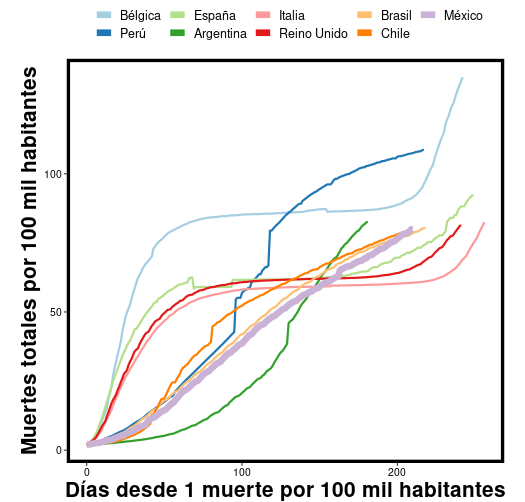 Bélgica España Italia Brasil México
Perú Argentina Reino Unido Chile
Muertes totales por 100 mil habitantes
100
50
0
0 100 200
Días desde 1 muerte por 100 mil habitantes